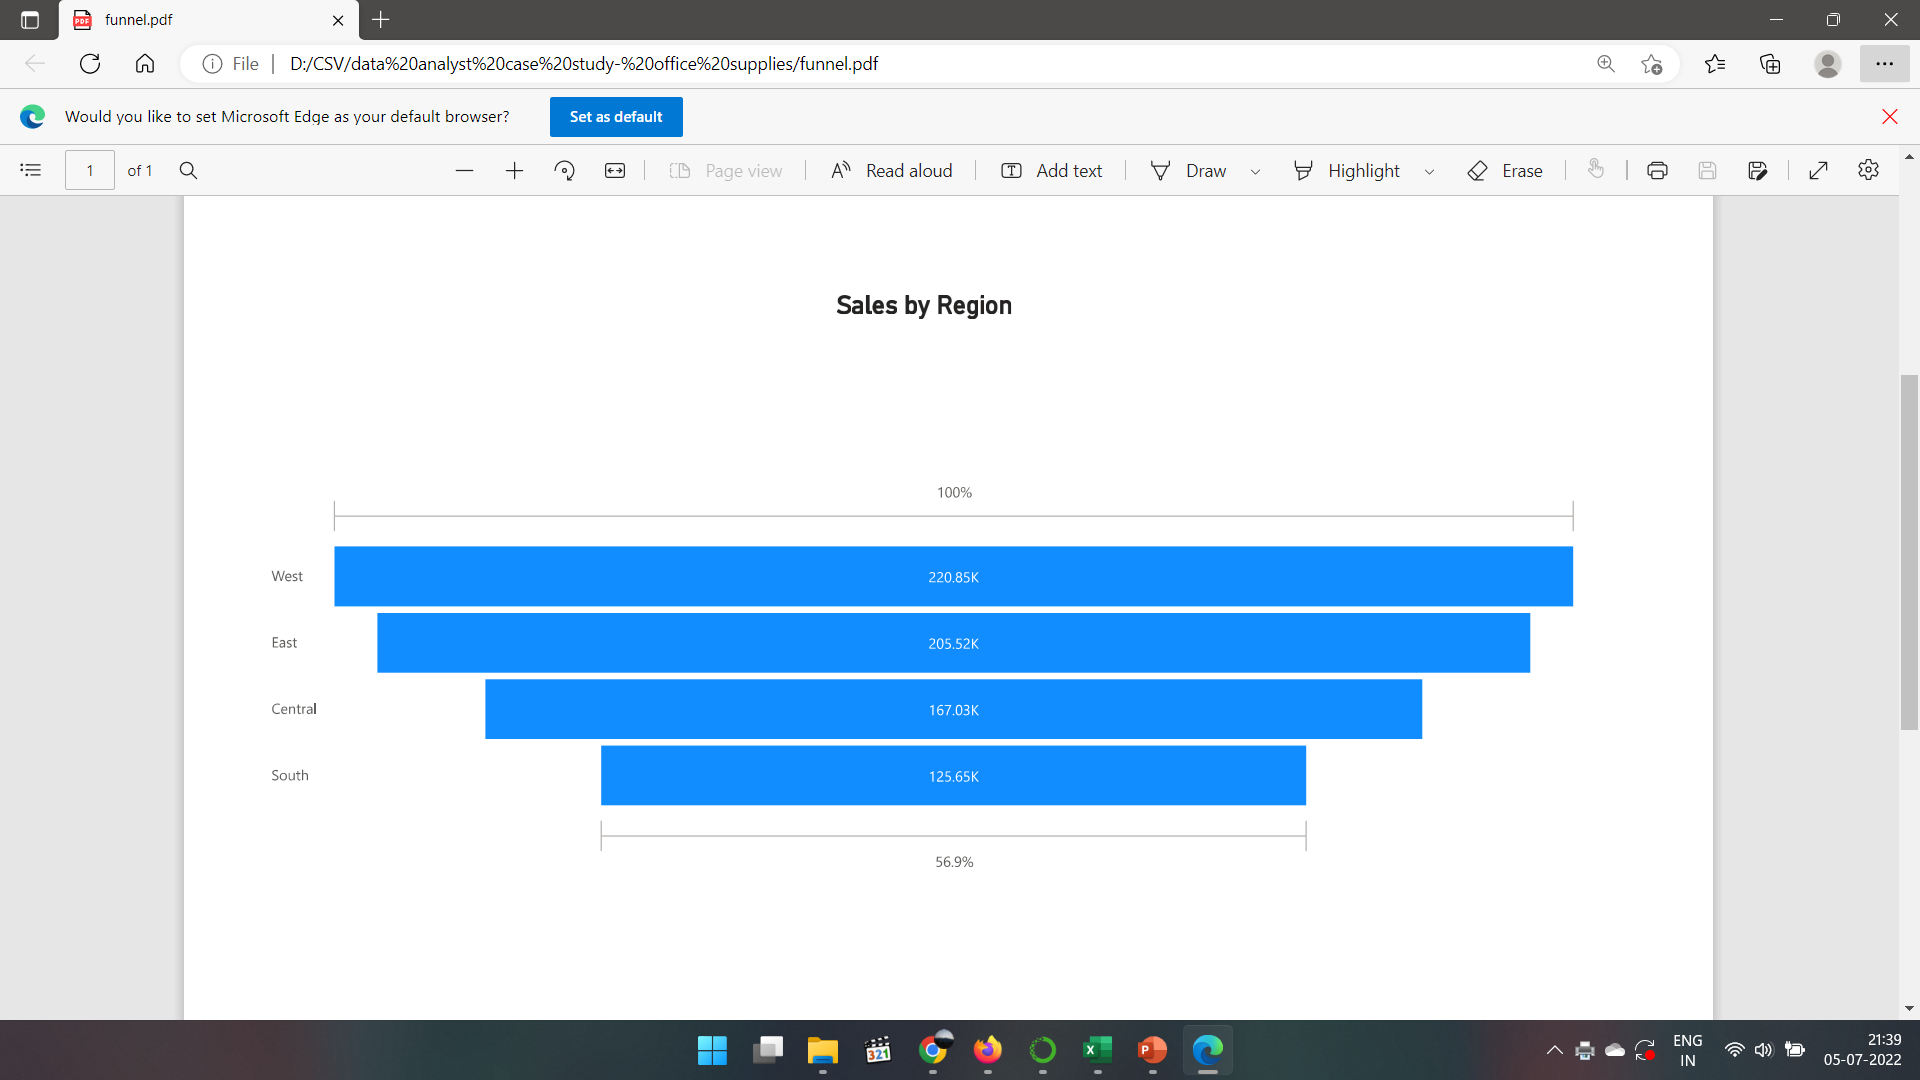 funnel.pdf
File D:/CSV/data%20analyst%20case%20study-%20office%20supplies/funnel.pdf
Would you like to set Microsoft Edge as your default browser? Set as default
1 of 1 Page view Read aloud Add text Draw Highlight Erase
Sales by Region
100%
West 220.85K
East 205.52K
Central 167.03K
South 125.65K
56.9%
ENG 21:39
IN 05-07-2022